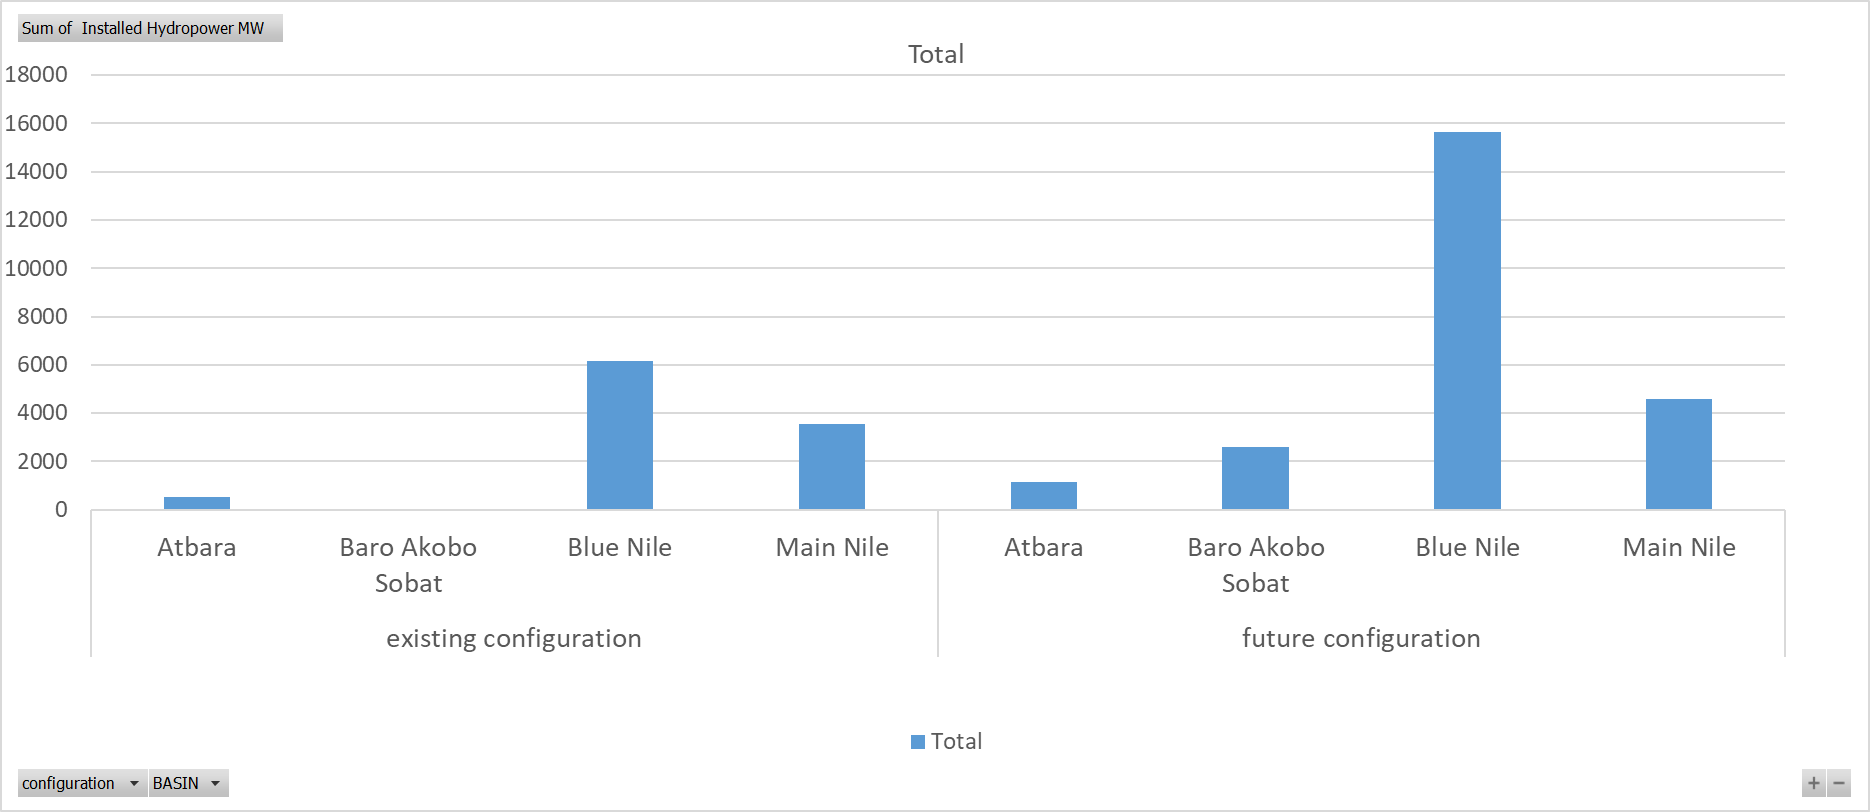 Sum of  Installed Hydropower MW
Total
18000
16000
14000
12000
10000
8000
6000
4000
2000
0
Atbara
Baro Akobo
Sobat
Blue Nile
Main Nile
Atbara
Baro Akobo
Sobat
Blue Nile
Main Nile
existing configuration
future configuration
Total
configuration
BASIN
+ −